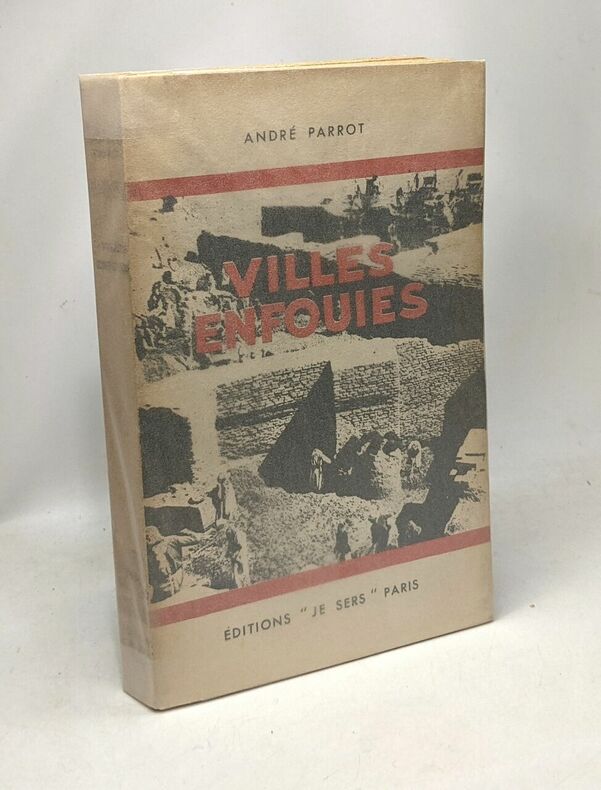 ANDRÉ PARROT
VILLES
ENFOUIES
ÉDITIONS "JE SERS" PARIS